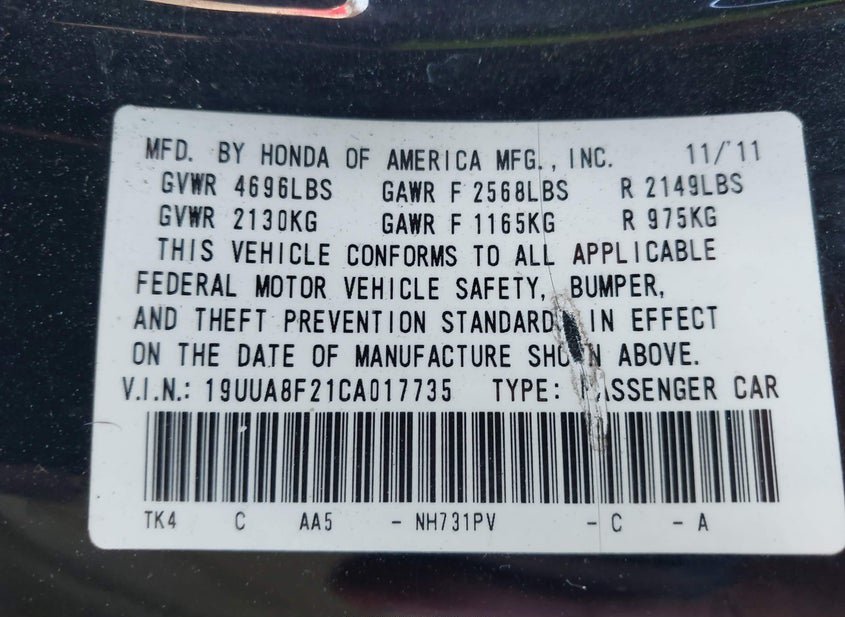 MFD. BY HONDA OF AMERICA MFG., INC. 11/'11
GVWR 4696LBS GAWR F 2568LBS R 2149LBS
GVWR 2130KG GAWR F 1165KG R 975KG
THIS VEHICLE CONFORMS TO ALL APPLICABLE
FEDERAL MOTOR VEHICLE SAFETY, BUMPER,
AND THEFT PREVENTION STANDARD IN EFFECT
ON THE DATE OF MANUFACTURE SHOWN ABOVE.
V.I.N.: 19UUA8F21CA017735 TYPE: PASSENGER CAR
TK4 C AA5 - NH731PV - C - A